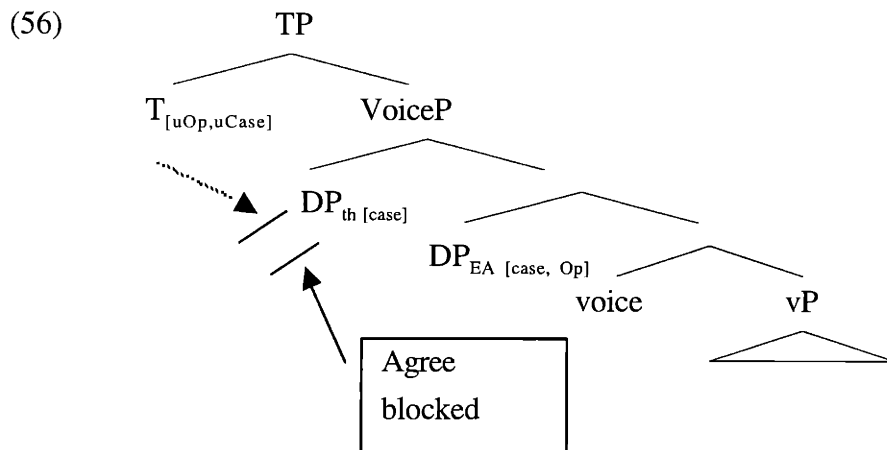 (56) TP
T[uOp,uCase] VoiceP
DPth [case]
DPEA [case, Op]
voice vP
Agree
blocked